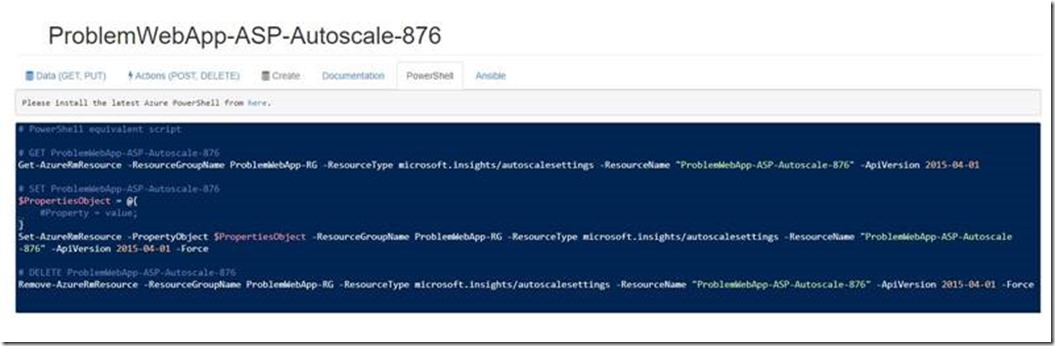 ProblemWebApp-ASP-Autoscale-876
Data (GET, PUT) Actions (POST, DELETE) Create Documentation PowerShell Ansible
Please install the latest Azure PowerShell from here.
# PowerShell equivalent script
# GET ProblemWebApp-ASP-Autoscale-876
Get-AzureRmResource -ResourceGroupName ProblemWebApp-RG -ResourceType microsoft.insights/autoscalesettings -ResourceName "ProblemWebApp-ASP-Autoscale-876" -ApiVersion 2015-04-01
# SET ProblemWebApp-ASP-Autoscale-876
$PropertiesObject = @{
#Property = value;
}
Set-AzureRmResource -PropertyObject $PropertiesObject -ResourceGroupName ProblemWebApp-RG -ResourceType microsoft.insights/autoscalesettings -ResourceName "ProblemWebApp-ASP-Autoscale
-876" -ApiVersion 2015-04-01 -Force
# DELETE ProblemWebApp-ASP-Autoscale-876
Remove-AzureRmResource -ResourceGroupName ProblemWebApp-RG -ResourceType microsoft.insights/autoscalesettings -ResourceName "ProblemWebApp-ASP-Autoscale-876" -ApiVersion 2015-04-01 -Force